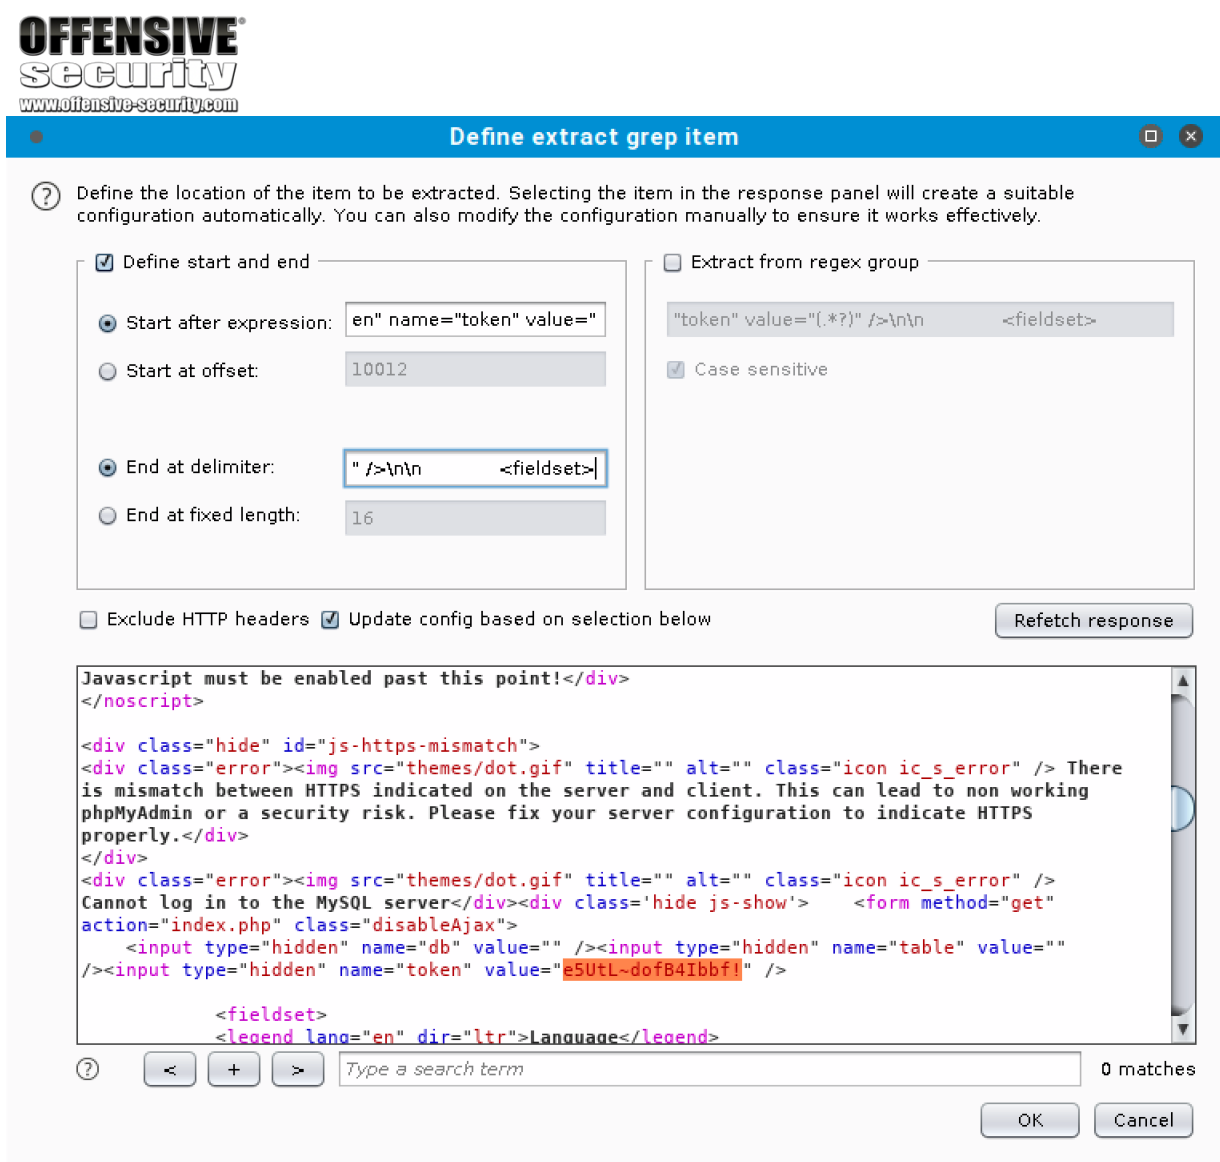 OFFENSIVE
security
www.offensive-security.com
Define extract grep item
Define the location of the item to be extracted. Selecting the item in the response panel will create a suitable
configuration automatically. You can also modify the configuration manually to ensure it works effectively.
Define start and end
Start after expression: en" name="token" value="
Start at offset: 10012
End at delimiter: " />\n\n        <fieldset>
End at fixed length: 16
Extract from regex group
"token" value="(.*?)" />\n\n        <fieldset>
Case sensitive
Exclude HTTP headers Update config based on selection below
Refetch response
Javascript must be enabled past this point!</div>
</noscript>
<div class="hide" id="js-https-mismatch">
<div class="error"><img src="themes/dot.gif" title="" alt="" class="icon ic_s_error" /> There
is mismatch between HTTPS indicated on the server and client. This can lead to non working
phpMyAdmin or a security risk. Please fix your server configuration to indicate HTTPS
properly.</div>
</div>
<div class="error"><img src="themes/dot.gif" title="" alt="" class="icon ic_s_error" />
Cannot log in to the MySQL server</div><div class='hide js-show'>    <form method="get"
action="index.php" class="disableAjax">
    <input type="hidden" name="db" value="" /><input type="hidden" name="table" value=""
/><input type="hidden" name="token" value="e5UtL~dofB4Ibbf!" />
            <fieldset>
            <legend lang="en" dir="ltr">Language</legend>
< + > Type a search term 0 matches
OK Cancel